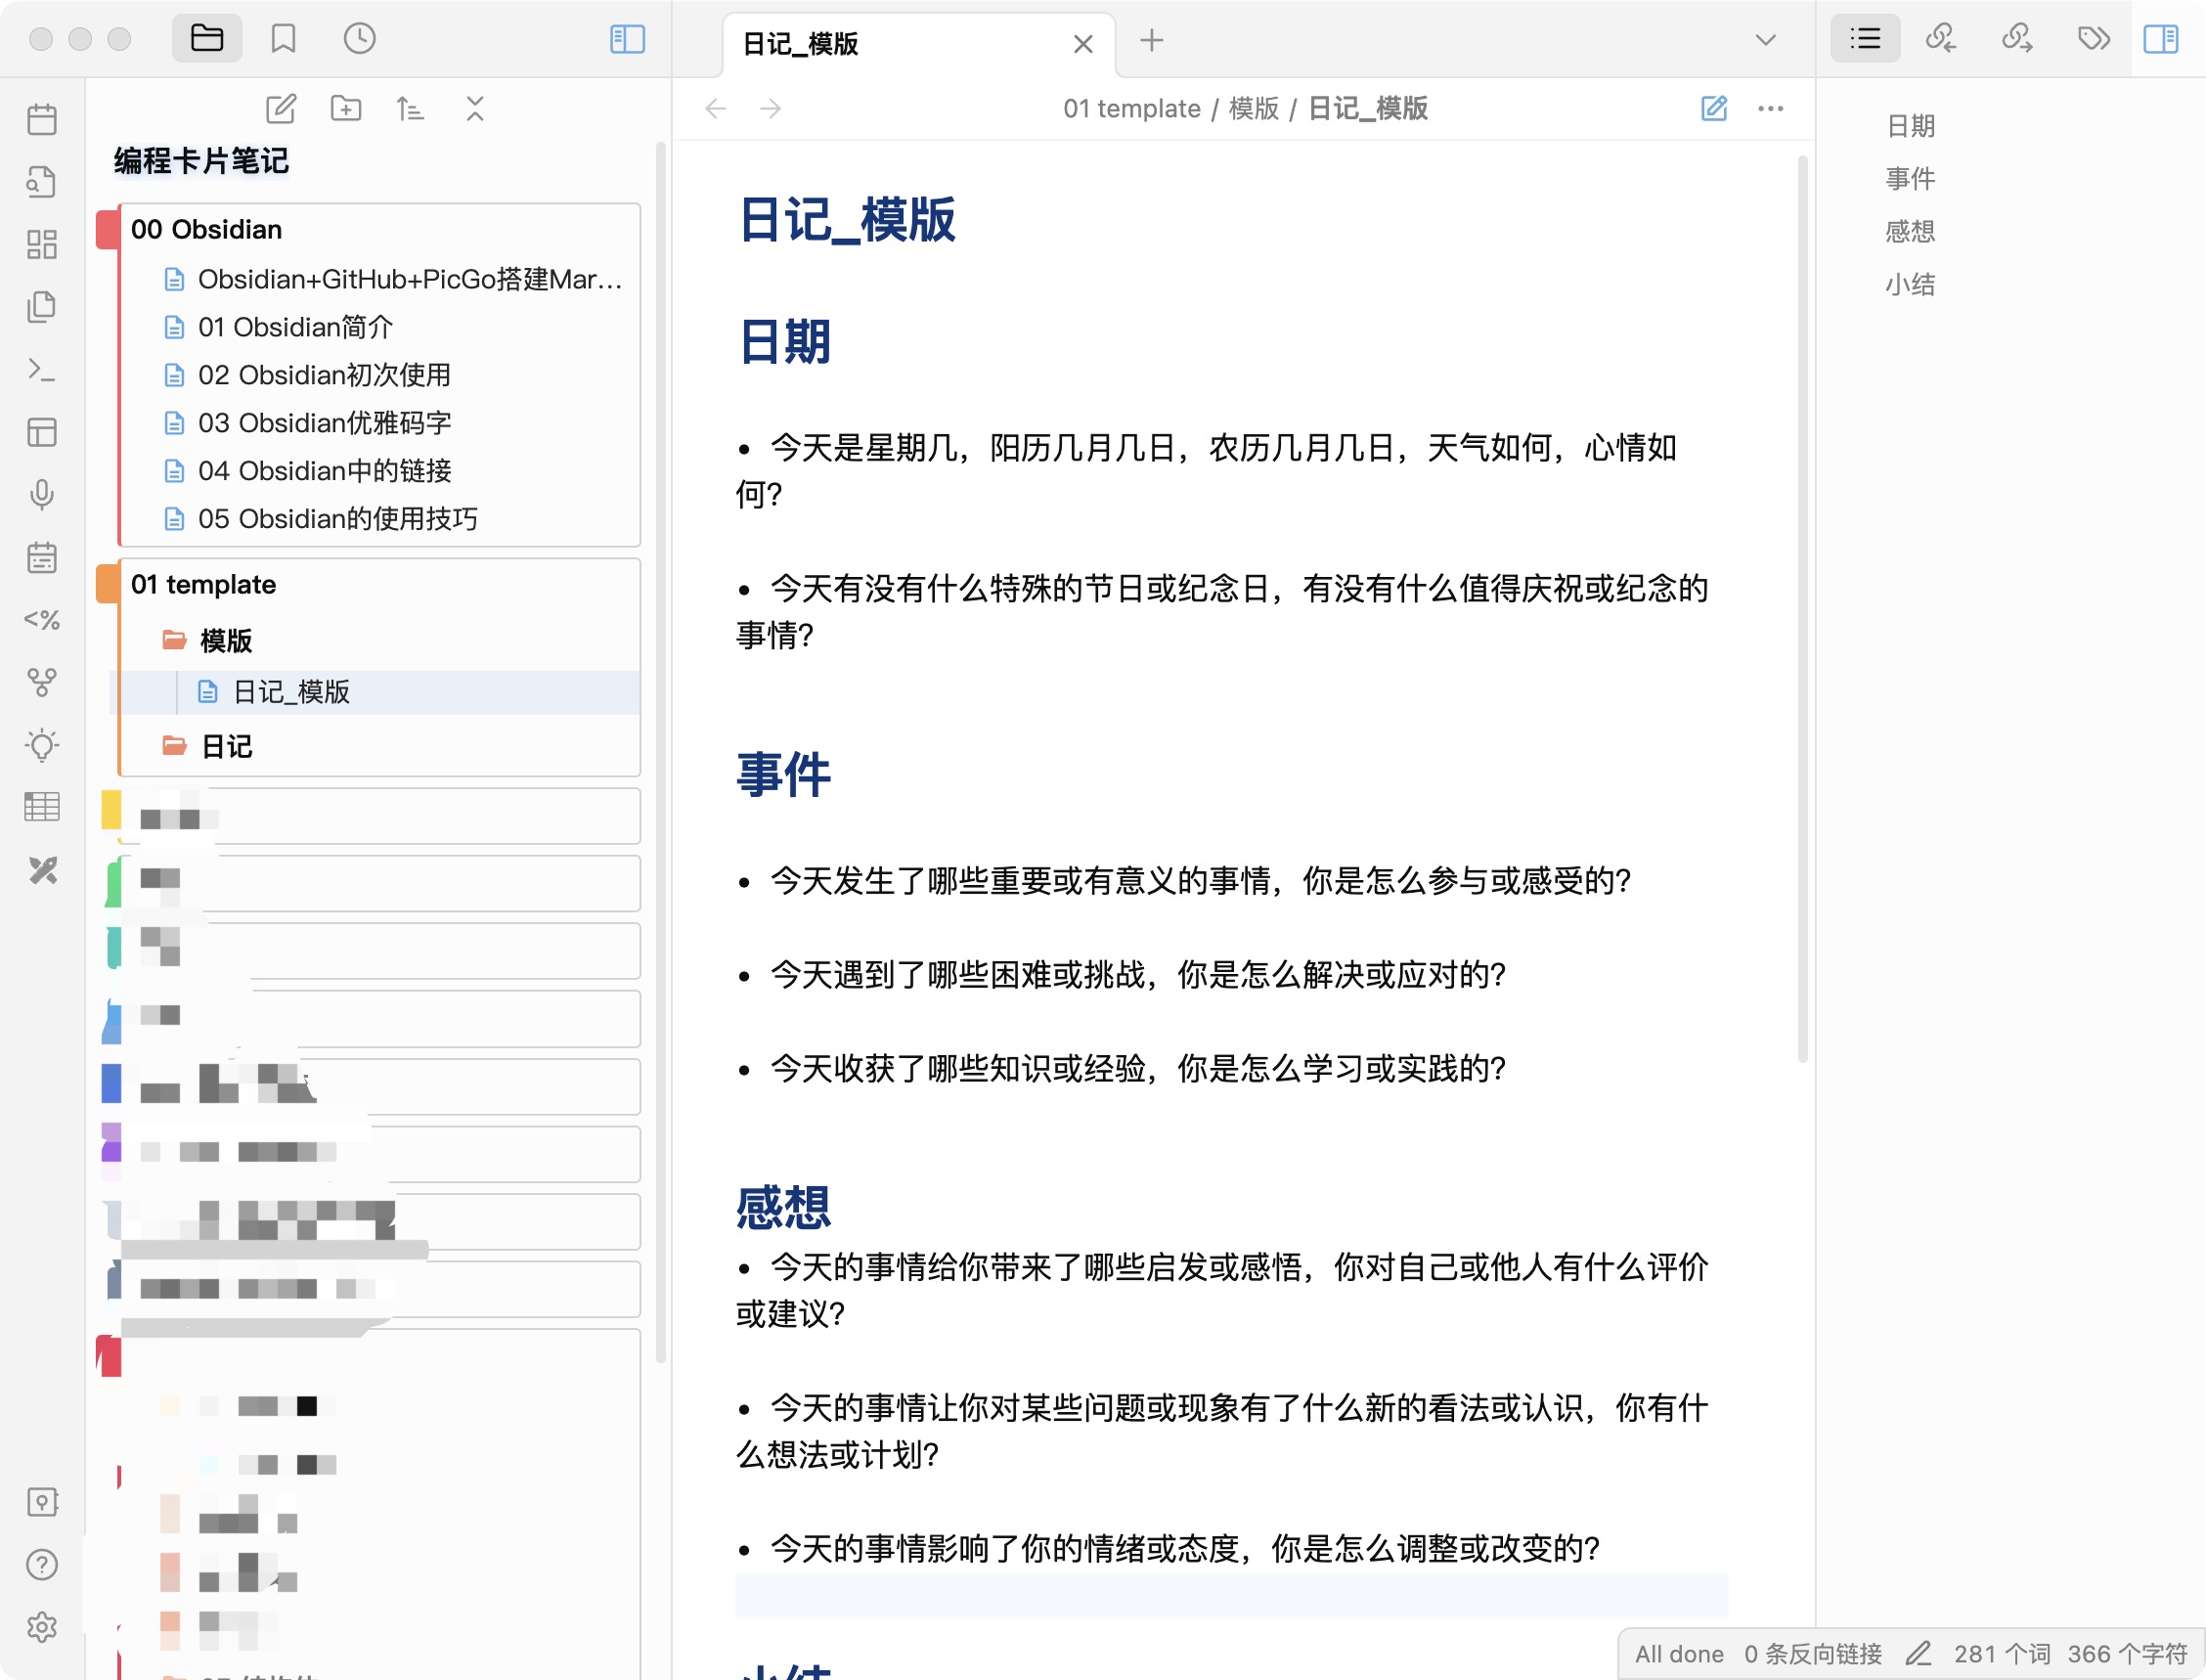 日记_模版
01 template / 模版 / 日记_模版
编程卡片笔记
00 Obsidian
Obsidian+GitHub+PicGo搭建Mar...
01 Obsidian简介
02 Obsidian初次使用
03 Obsidian优雅码字
04 Obsidian中的链接
05 Obsidian的使用技巧
01 template
模版
日记_模版
日记
<%
日记_模版
日期
• 今天是星期几，阳历几月几日，农历几月几日，天气如何，心情如
何？
• 今天有没有什么特殊的节日或纪念日，有没有什么值得庆祝或纪念的
事情？
事件
• 今天发生了哪些重要或有意义的事情，你是怎么参与或感受的？
• 今天遇到了哪些困难或挑战，你是怎么解决或应对的？
• 今天收获了哪些知识或经验，你是怎么学习或实践的？
感想
• 今天的事情给你带来了哪些启发或感悟，你对自己或他人有什么评价
或建议？
• 今天的事情让你对某些问题或现象有了什么新的看法或认识，你有什
么想法或计划？
• 今天的事情影响了你的情绪或态度，你是怎么调整或改变的？
小结
日期
事件
感想
小结
All done 0 条反向链接 281 个词 366 个字符